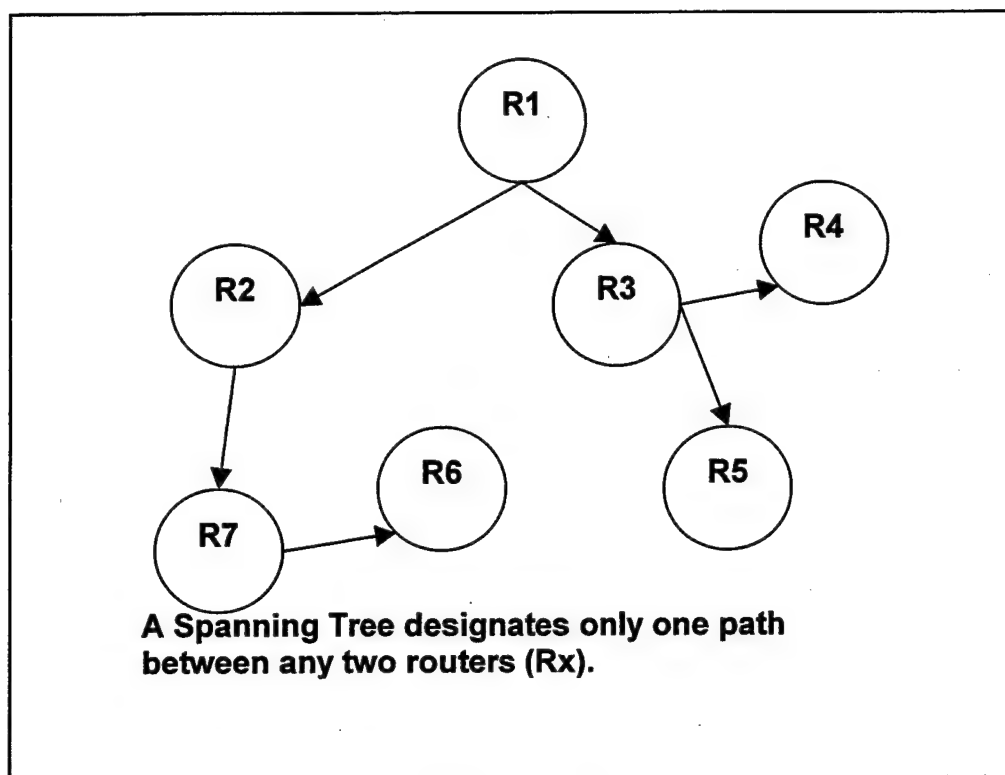 R1
R4
R2
R3
R6
R5
R7
A Spanning Tree designates only one path
between any two routers (Rx).